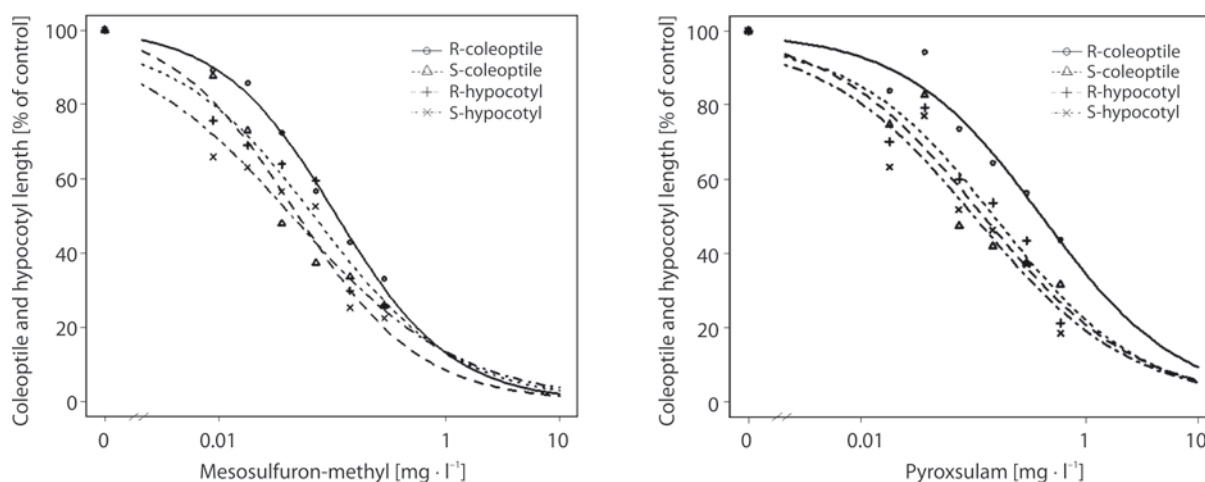 Coleoptile and hypocotyl length [% of control]
100
80
60
40
20
0
R-coleoptile
S-coleoptile
R-hypocotyl
S-hypocotyl
0 0.01 1 10
Mesosulfuron-methyl [mg · l⁻¹]
Coleoptile and hypocotyl length [% of control]
100
80
60
40
20
0
R-coleoptile
S-coleoptile
R-hypocotyl
S-hypocotyl
0 0.01 1 10
Pyroxsulam [mg · l⁻¹]